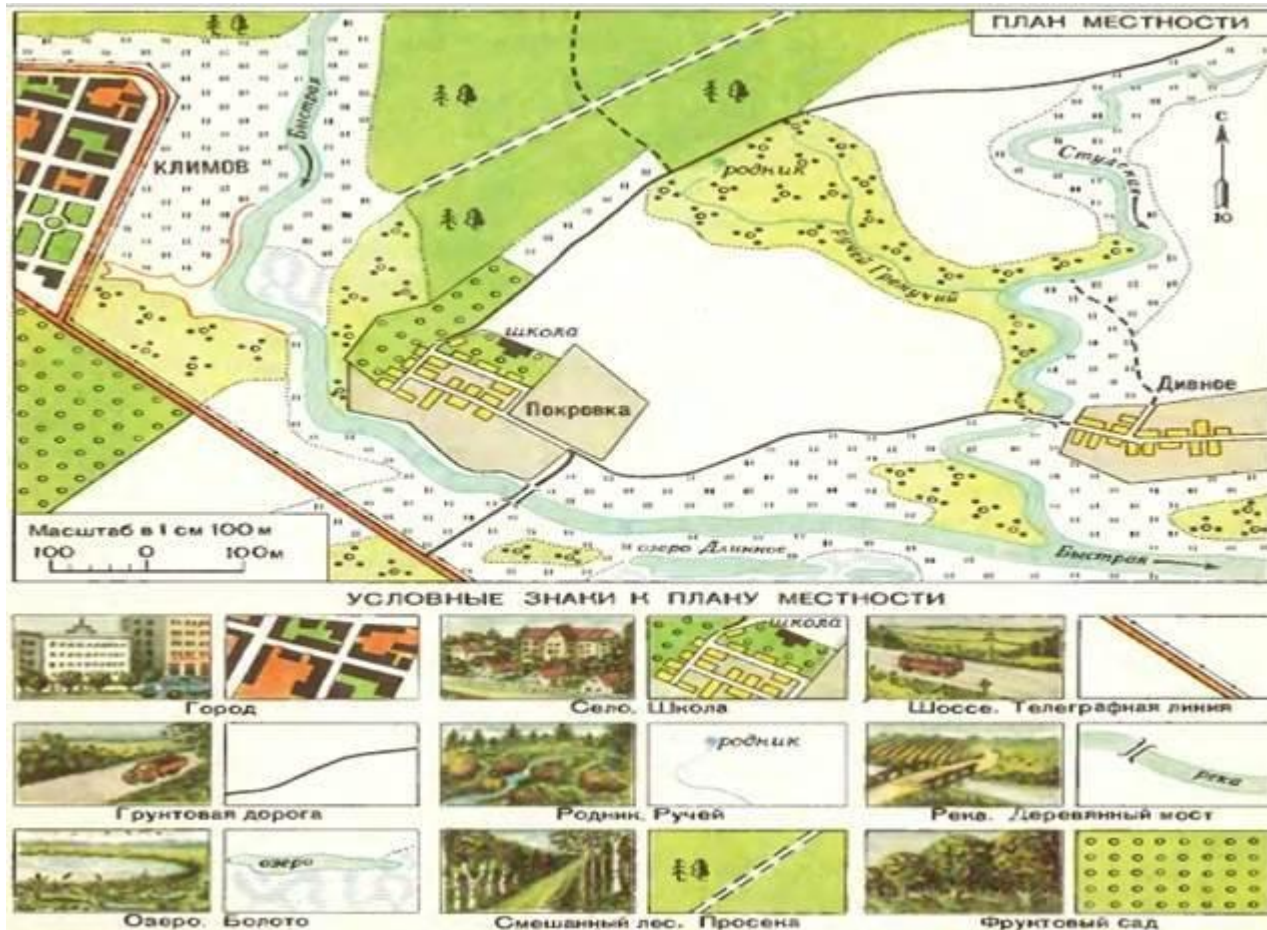 ПЛАН МЕСТНОСТИ
Быстрая
КЛИМОВ
родник
Студеная
С
Ю
ручей Гремучий
школа
Покровка
Дивное
Масштаб в 1 см 100 м
100 0 100м
озеро Длинное
Быстрая
УСЛОВНЫЕ ЗНАКИ К ПЛАНУ МЕСТНОСТИ
школа
Город
Село. Школа
Шоссе. Телеграфная линия
родник
река
Грунтовая дорога
Родник. Ручей
Река. Деревянный мост
озеро
Озеро. Болото
Смешанный лес. Просека
Фруктовый сад